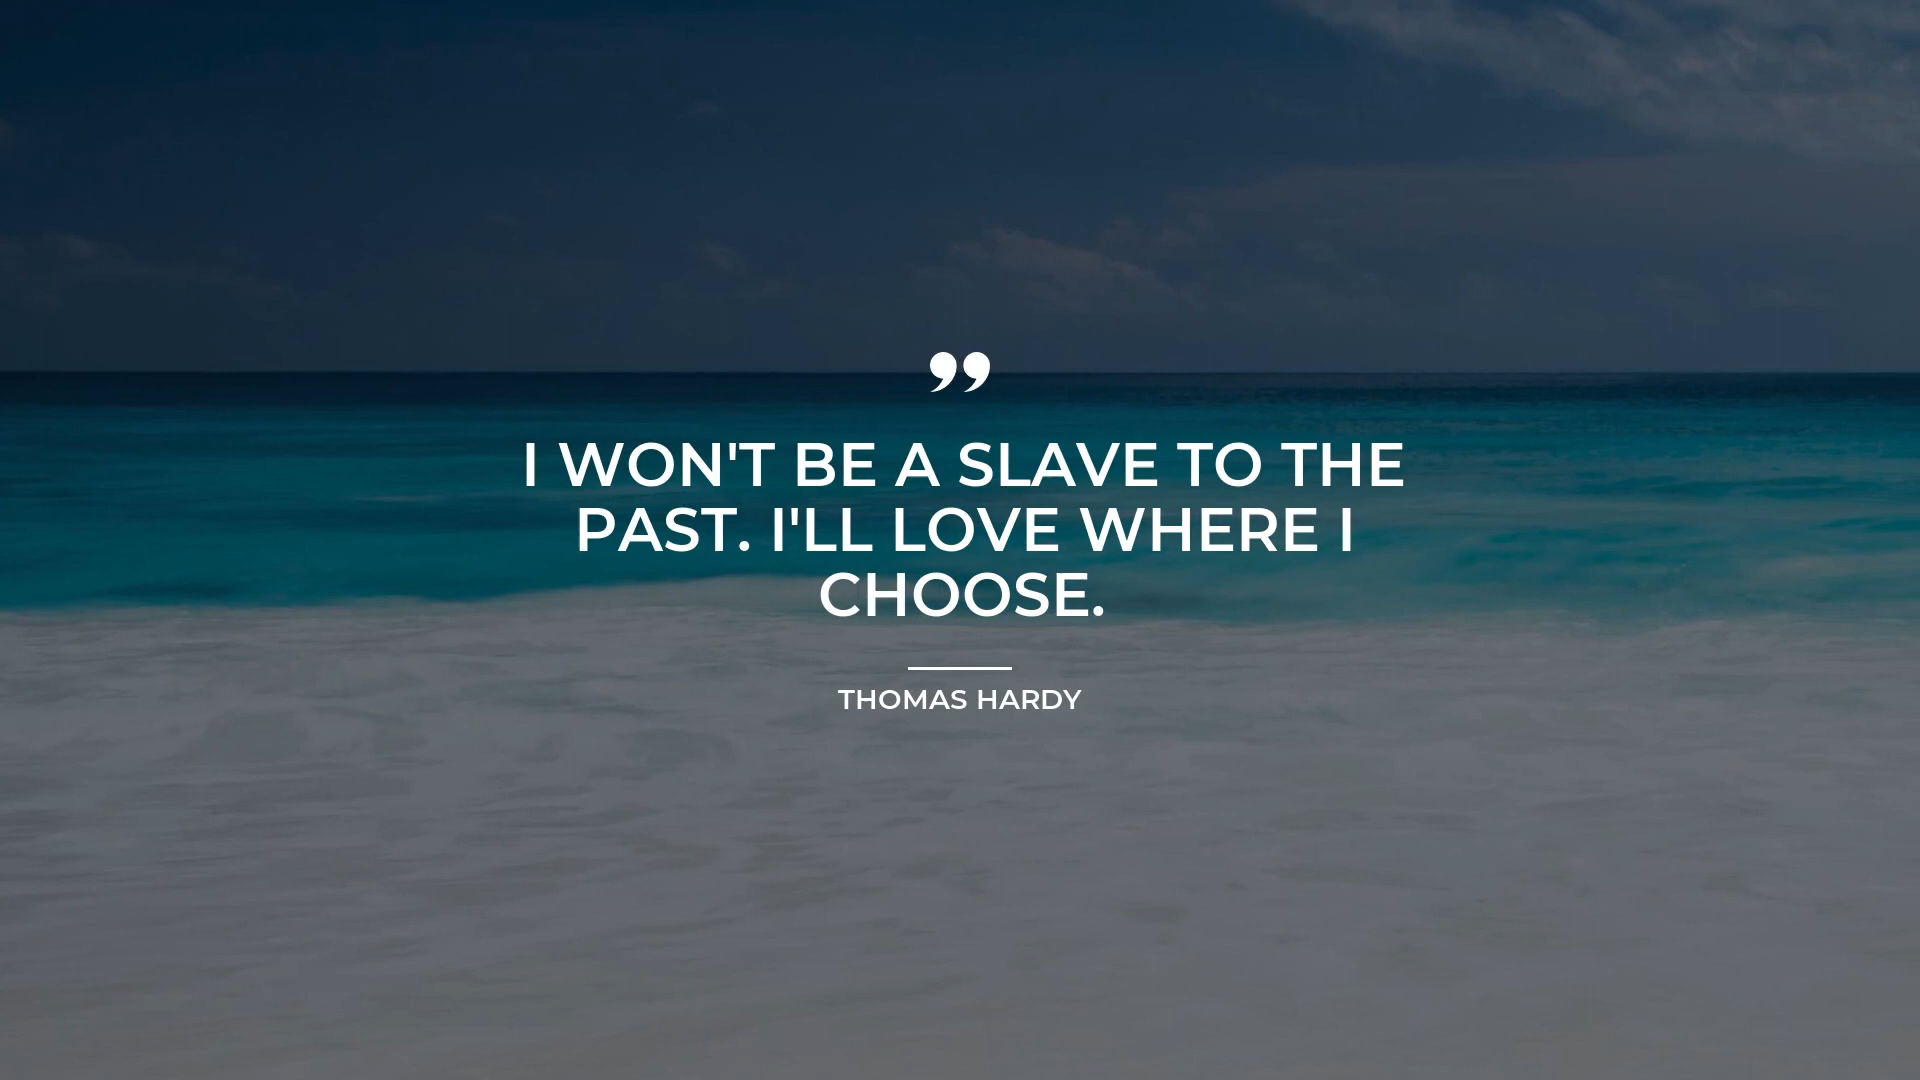 ”
I WON'T BE A SLAVE TO THE
PAST. I'LL LOVE WHERE I
CHOOSE.
THOMAS HARDY